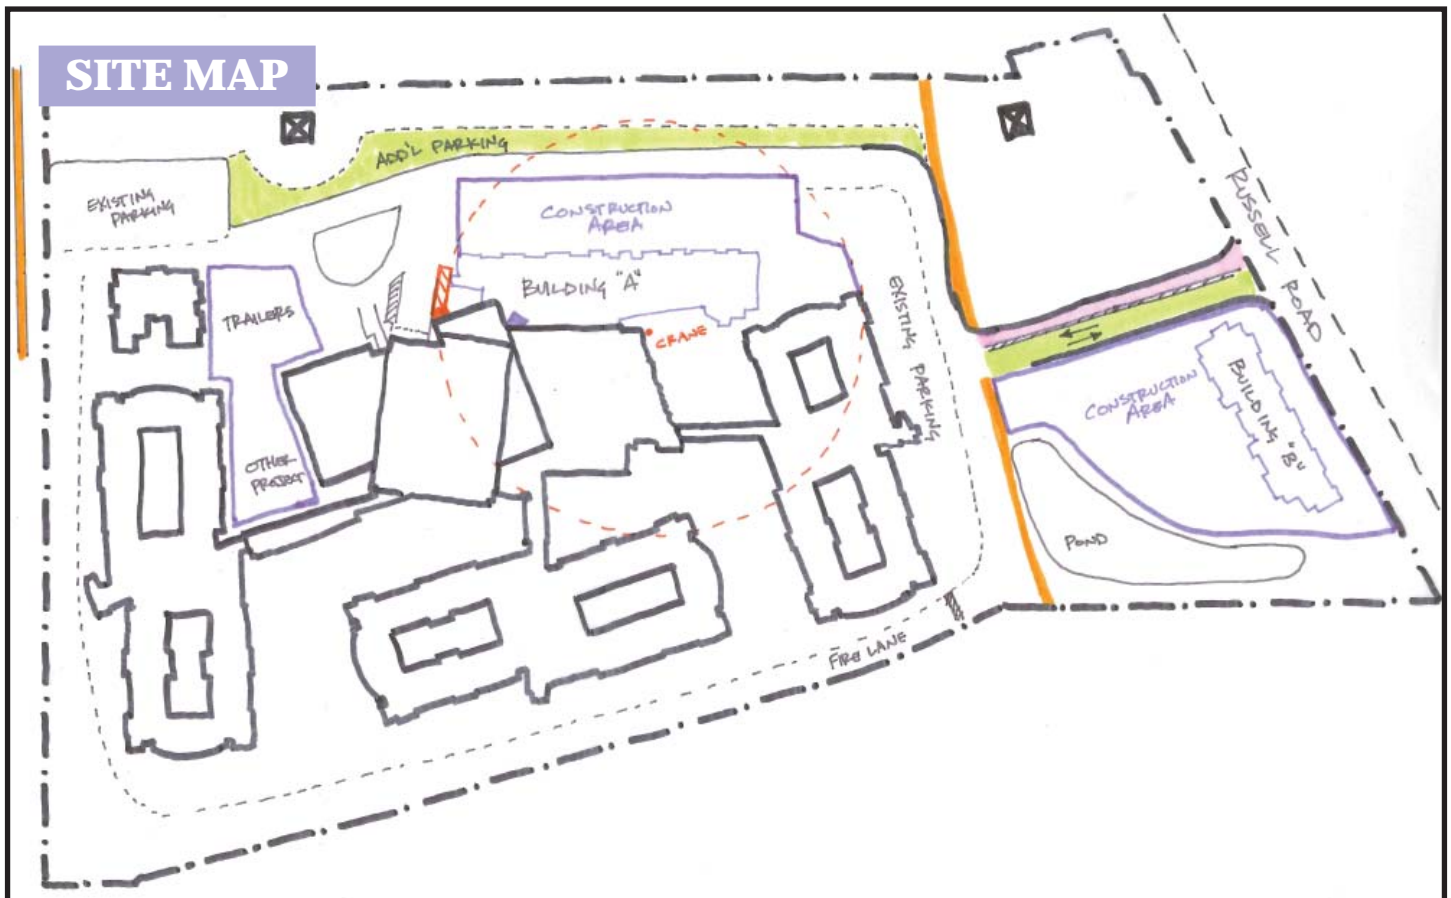 SITE MAP
ADD'L PARKING
EXISTING
PARKING
CONSTRUCTION
AREA
RUSSELL ROAD
BUILDING "A"
TRAILERS
CRANE
EXISTING PARKING
CONSTRUCTION
AREA
BUILDING "B"
OTHER
PROJECT
POND
FIRE LANE